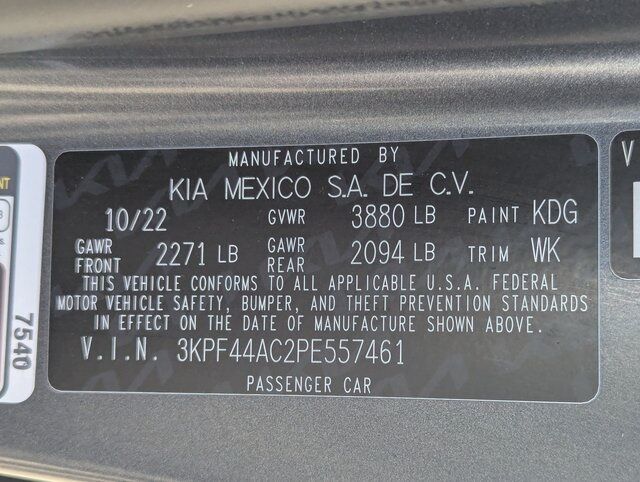 MANUFACTURED BY
KIA MEXICO S.A. DE C.V.
10/22 GVWR 3880 LB PAINT KDG
GAWR FRONT 2271 LB GAWR REAR 2094 LB TRIM WK
THIS VEHICLE CONFORMS TO ALL APPLICABLE U.S.A. FEDERAL
MOTOR VEHICLE SAFETY, BUMPER, AND THEFT PREVENTION STANDARDS
IN EFFECT ON THE DATE OF MANUFACTURE SHOWN ABOVE.
V.I.N. 3KPF44AC2PE557461
PASSENGER CAR
7540
V